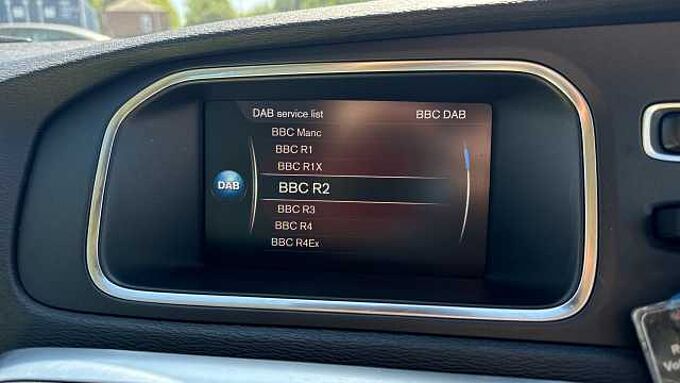 DAB service list BBC DAB
BBC Manc
BBC R1
BBC R1X
DAB
BBC R2
BBC R3
BBC R4
BBC R4Ex